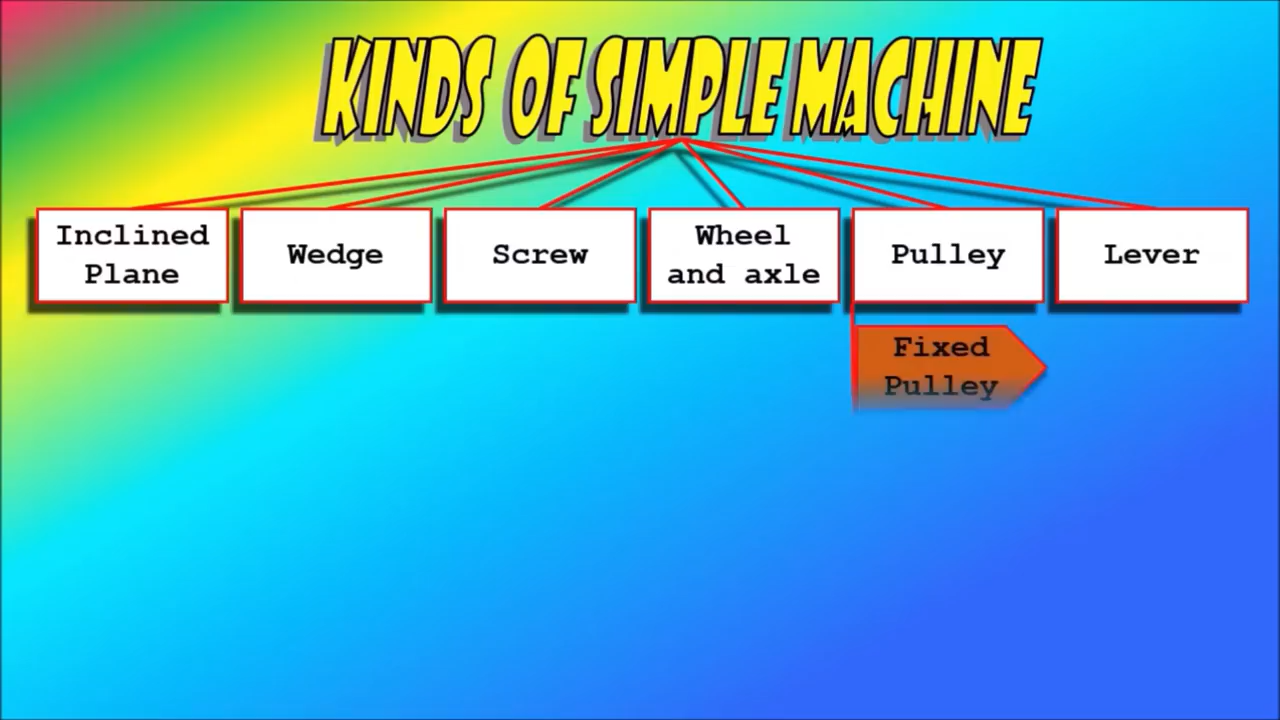 KINDS OF SIMPLE MACHINE
Inclined
Plane
Wedge
Screw
Wheel
and axle
Pulley
Lever
Fixed
Pulley